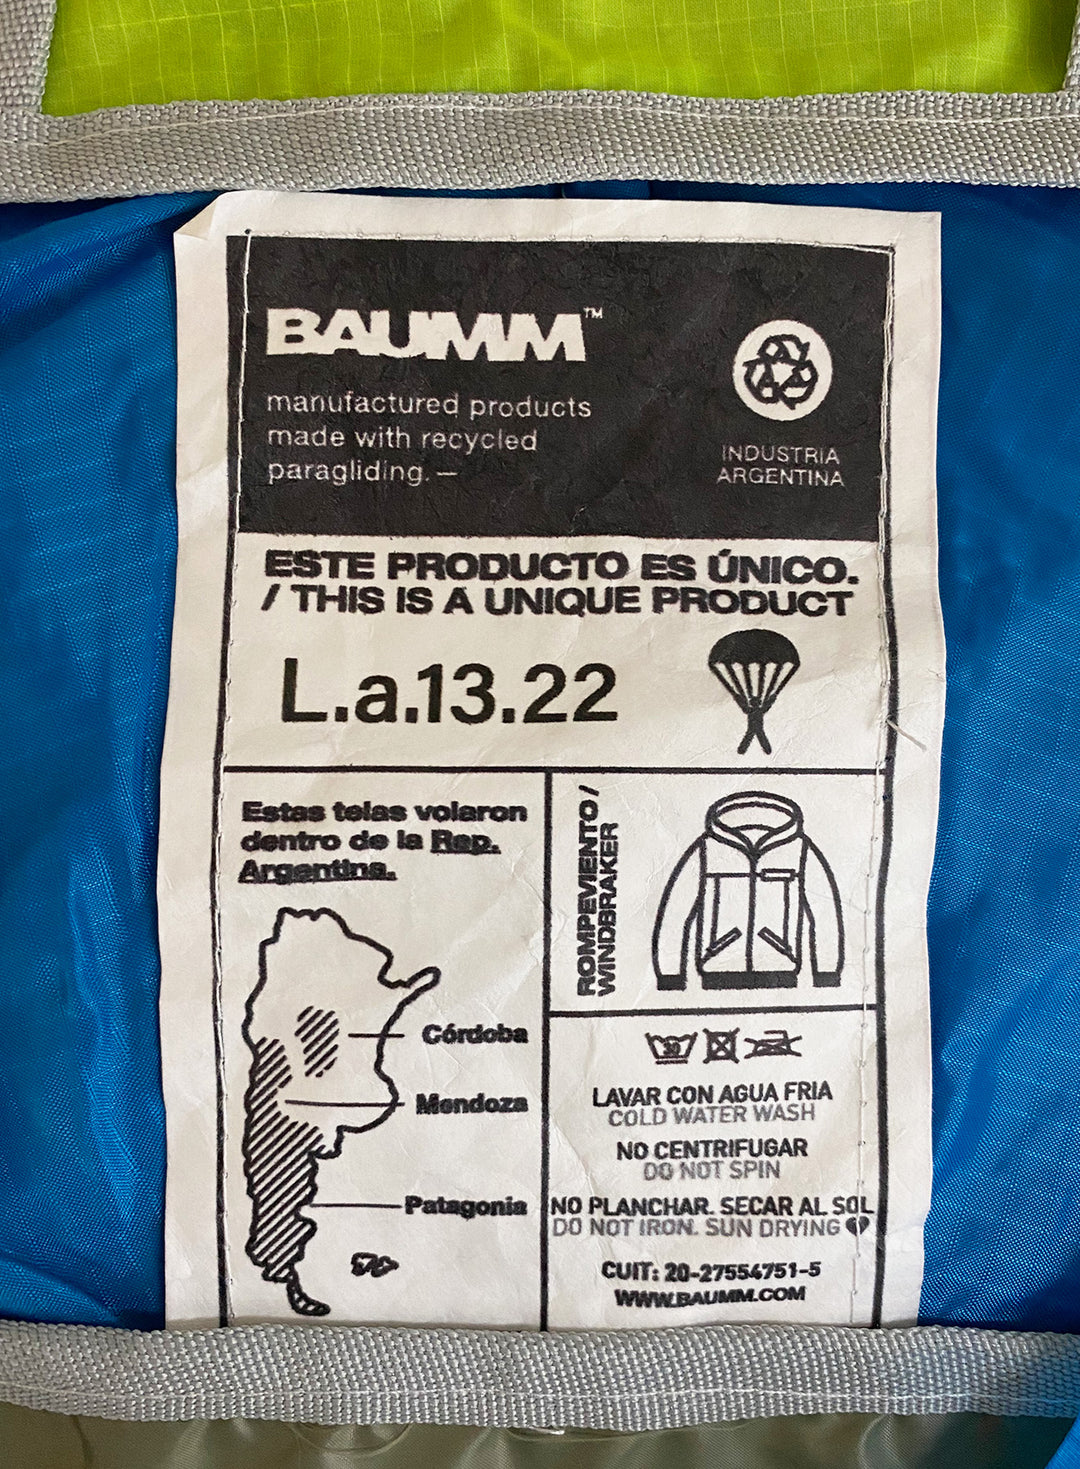 BAUMM™
manufactured products
made with recycled
paragliding.—
INDUSTRIA
ARGENTINA
ESTE PRODUCTO ES ÚNICO.
/ THIS IS A UNIQUE PRODUCT
L.a.13.22
Estas telas volaron
dentro de la Rep.
Argentina.
Córdoba
Mendoza
Patagonia
ROMPEVIENTO /
WINDBRAKER
30
LAVAR CON AGUA FRIA
COLD WATER WASH
NO CENTRIFUGAR
DO NOT SPIN
NO PLANCHAR. SECAR AL SOL
DO NOT IRON. SUN DRYING
CUIT: 20-27554751-5
WWW.BAUMM.COM